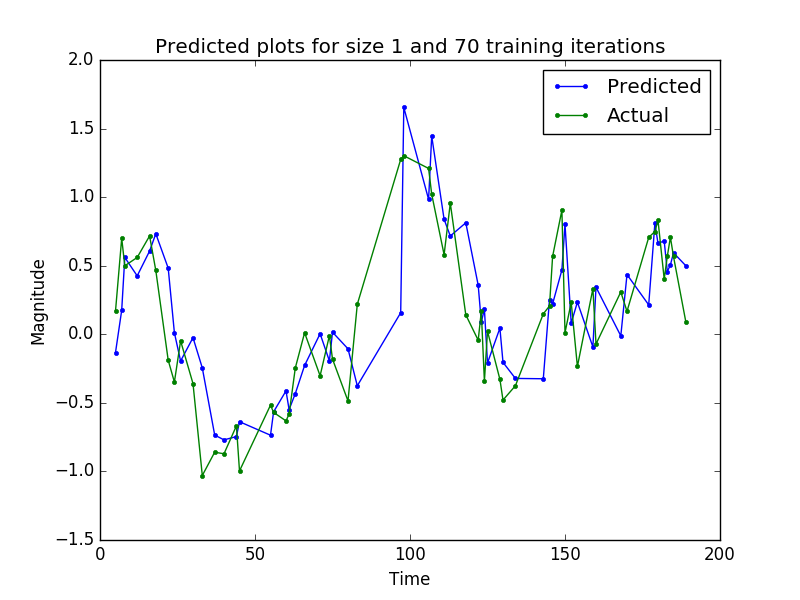 Predicted plots for size 1 and 70 training iterations
2.0
1.5
1.0
0.5
0.0
−0.5
−1.0
−1.5
Magnitude
Predicted
Actual
0 50 100 150 200
Time